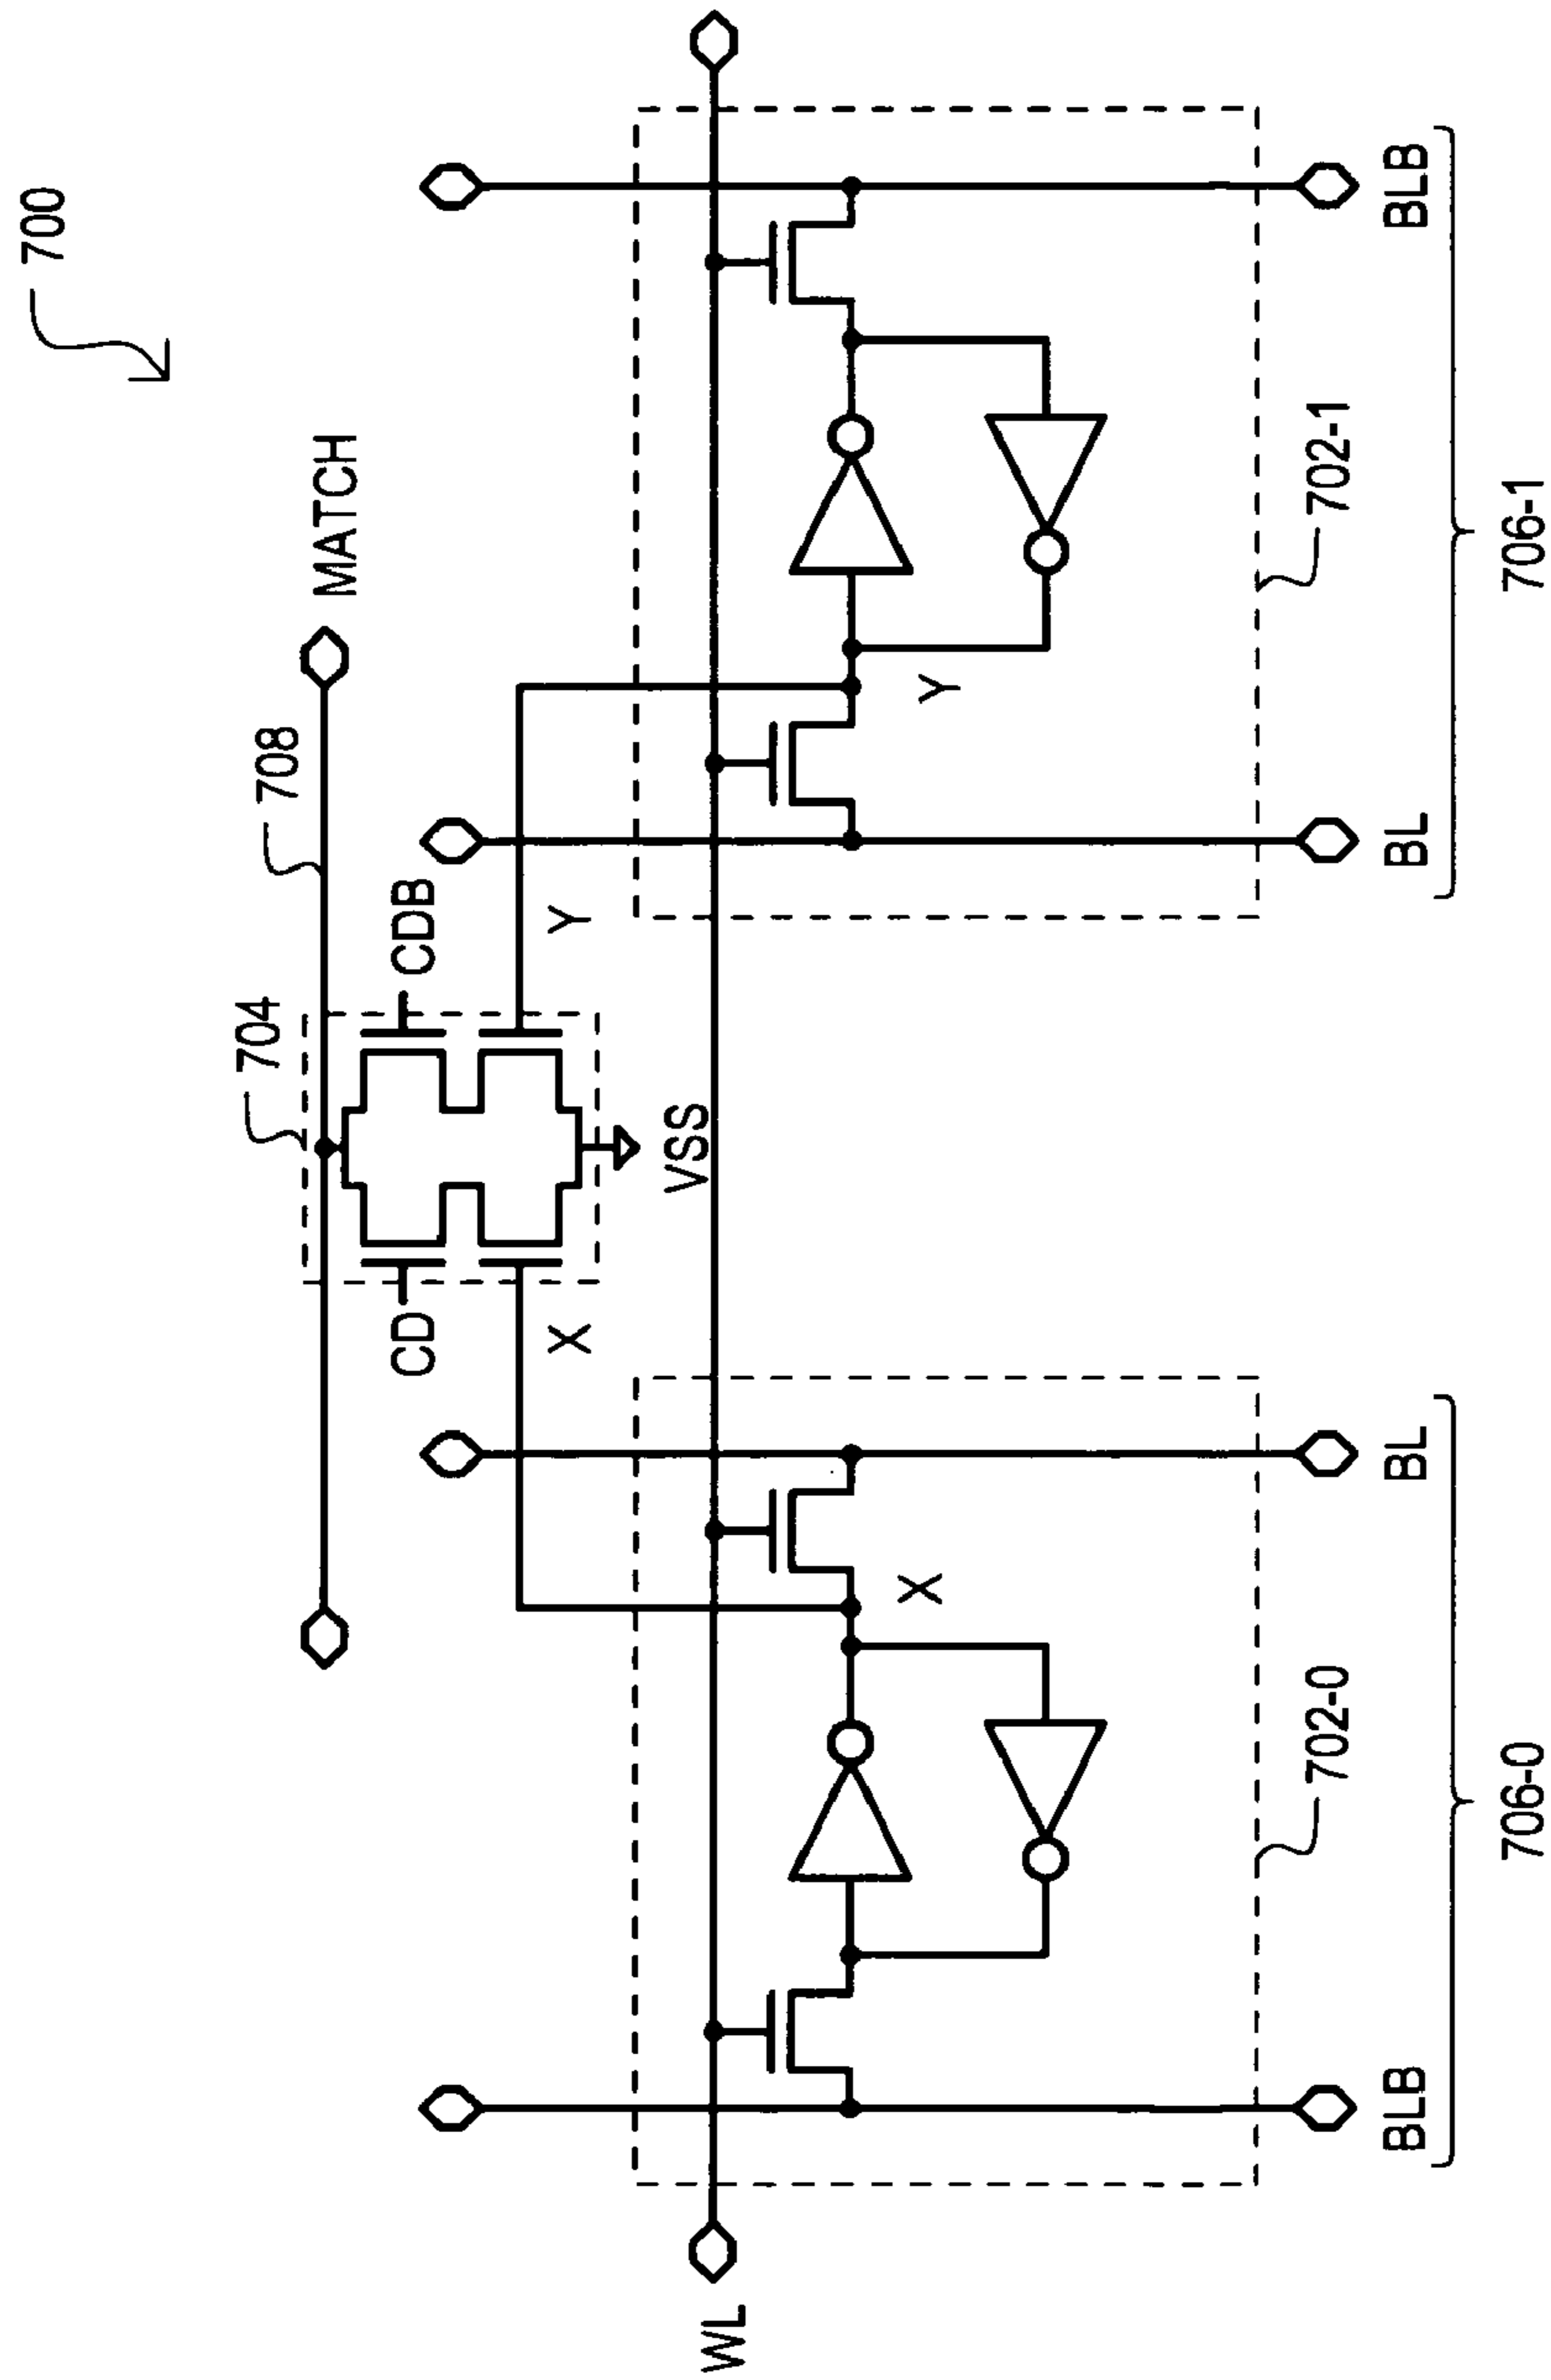 700
MATCH
708
704
CD
CDB
X
Y
VSS
WL
X
Y
702-0
702-1
BLB
BL
BL
BLB
706-0
706-1